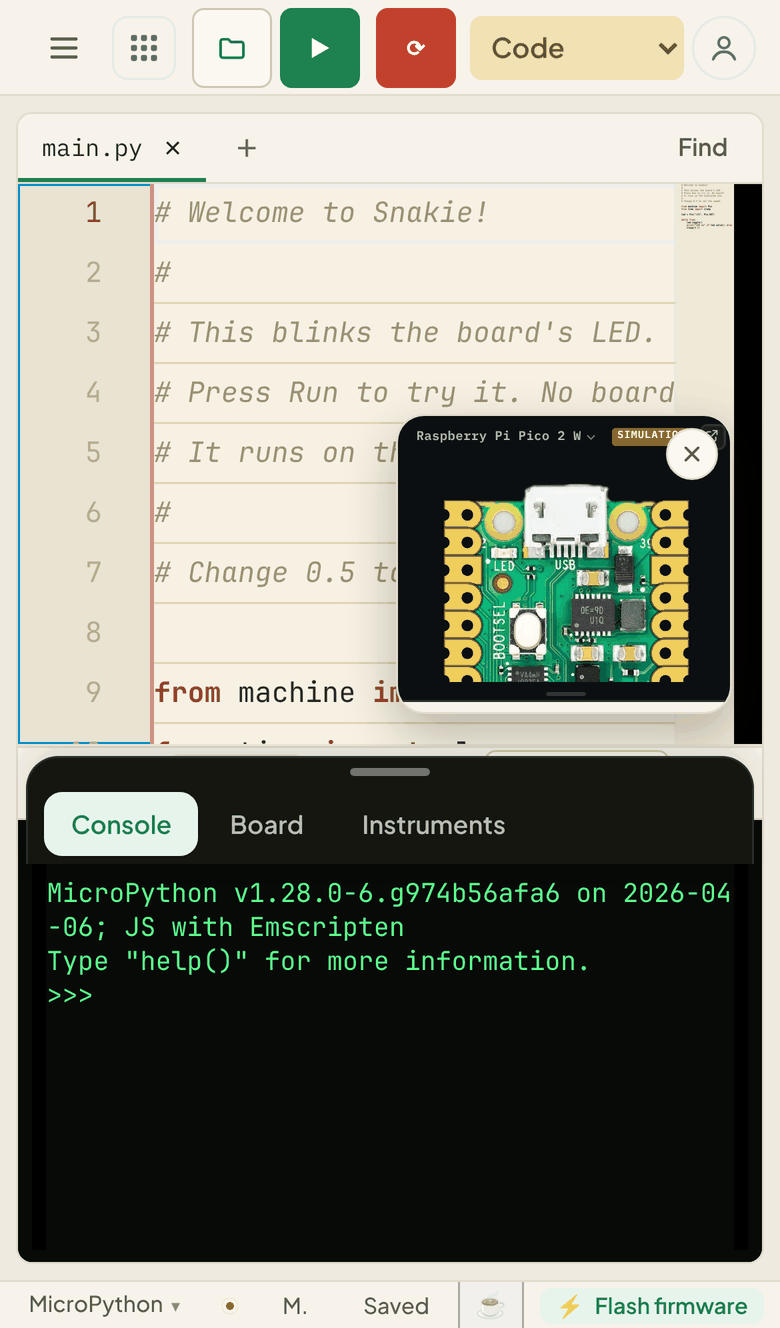 Code
main.py × +
Find
1 # Welcome to Snakie!
2 #
3 # This blinks the board's LED.
4 # Press Run to try it. No board
5 # It runs on th
6 #
7 # Change 0.5 to
8
9 from machine im
Raspberry Pi Pico 2 W
SIMULATIO
LED
USB
39
BOOTSEL
Console
Board
Instruments
MicroPython v1.28.0-6.g974b56afa6 on 2026-04
-06; JS with Emscripten
Type "help()" for more information.
>>>
MicroPython ▾
M.
Saved
⚡ Flash firmware